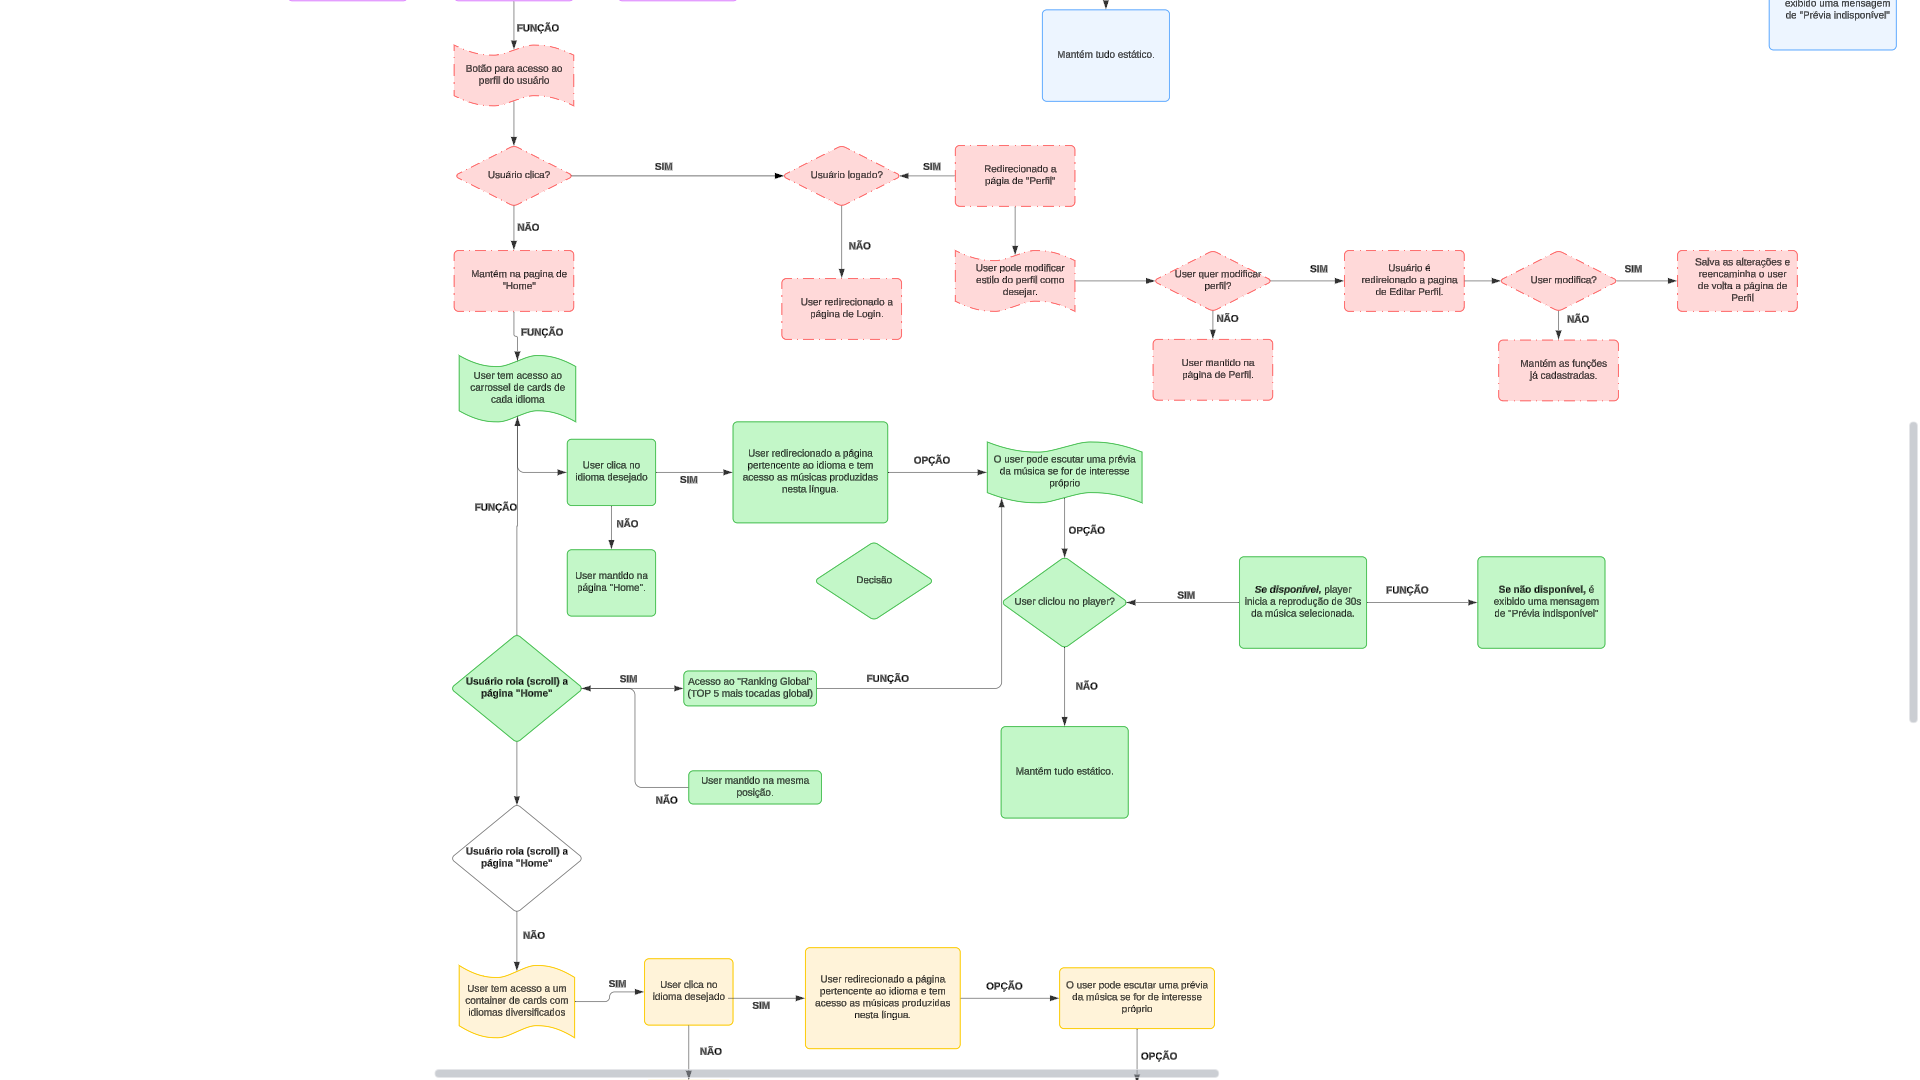 exibido uma mensagem
de "Prévia indisponível"
FUNÇÃO
Mantém tudo estático.
Botão para acesso ao
perfil do usuário
Usuário clica?
SIM
Usuário logado?
SIM
Redirecionado a
págia de "Perfil"
NÃO
NÃO
Mantém na pagina de
"Home"
User redirecionado a
página de Login.
User pode modificar
estilo do perfil como
desejar.
User quer modificar
perfil?
SIM
Usuário é
redireionado a pagina
de Editar Perfil.
User modifica?
SIM
Salva as alterações e
reencaminha o user
de volta a página de
Perfil
NÃO
NÃO
User mantido na
página de Perfil.
Mantém as funções
já cadastradas.
FUNÇÃO
User tem acesso ao
carrossel de cards de
cada idioma
User clica no
idioma desejado
SIM
User redirecionado a página
pertencente ao idioma e tem
acesso as músicas produzidas
nesta língua.
OPÇÃO
O user pode escutar uma prévia
da música se for de interesse
próprio
FUNÇÃO
NÃO
OPÇÃO
User mantido na
página "Home".
Decisão
User cliclou no player?
SIM
Se disponível, player
inicia a reprodução de 30s
da música selecionada.
FUNÇÃO
Se não disponível, é
exibido uma mensagem
de "Prévia indisponível"
Usuário rola (scroll) a
página "Home"
SIM
Acesso ao "Ranking Global"
(TOP 5 mais tocadas global)
FUNÇÃO
NÃO
User mantido na mesma
posição.
NÃO
Mantém tudo estático.
Usuário rola (scroll) a
página "Home"
NÃO
User tem acesso a um
container de cards com
idiomas diversificados
SIM
User clica no
idioma desejado
SIM
User redirecionado a página
pertencente ao idioma e tem
acesso as músicas produzidas
nesta língua.
OPÇÃO
O user pode escutar uma prévia
da música se for de interesse
próprio
NÃO
OPÇÃO